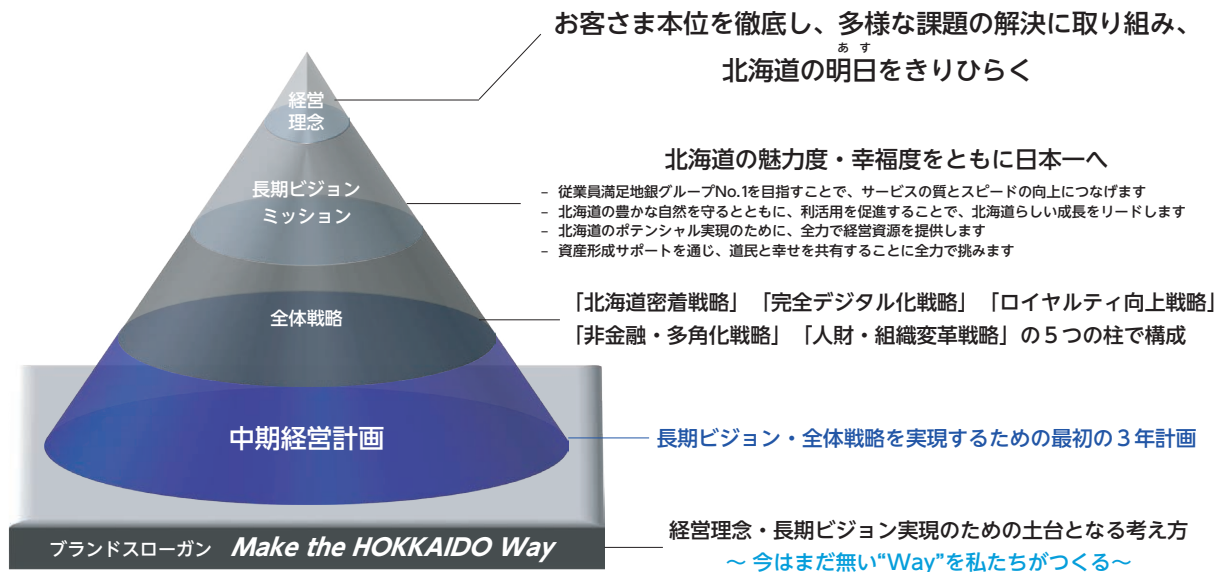 お客さま本位を徹底し、多様な課題の解決に取り組み、
あ す
北海道の明日をきりひらく
経営
理念
北海道の魅力度・幸福度をともに日本一へ
長期ビジョン
ミッション
– 従業員満足地銀グループNo.1を目指すことで、サービスの質とスピードの向上につなげます
– 北海道の豊かな自然を守るとともに、利活用を促進することで、北海道らしい成長をリードします
– 北海道のポテンシャル実現のために、全力で経営資源を提供します
– 資産形成サポートを通じ、道民と幸せを共有することに全力で挑みます
全体戦略
「北海道密着戦略」「完全デジタル化戦略」「ロイヤルティ向上戦略」
「非金融・多角化戦略」「人財・組織変革戦略」の５つの柱で構成
中期経営計画
長期ビジョン・全体戦略を実現するための最初の３年計画
ブランドスローガン Make the HOKKAIDO Way
経営理念・長期ビジョン実現のための土台となる考え方
～ 今はまだ無い“Way”を私たちがつくる～